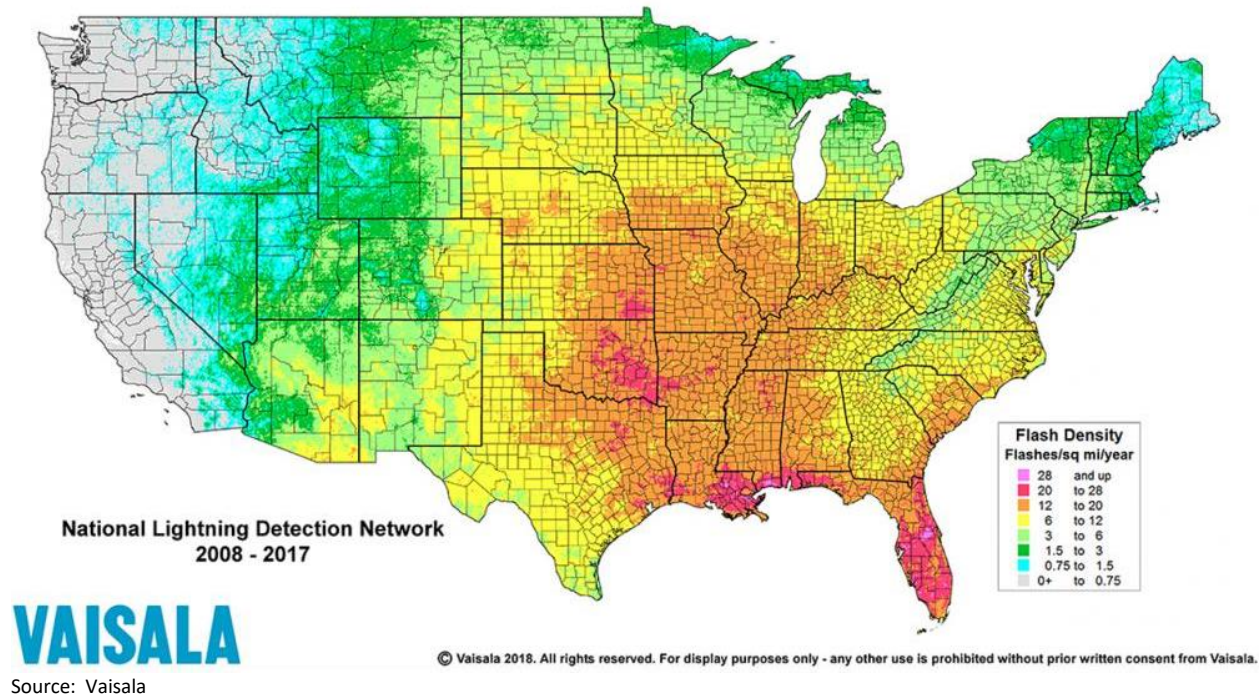 Flash Density
Flashes/sq mi/year
28 and up
20 to 28
12 to 20
6 to 12
3 to 6
1.5 to 3
0.75 to 1.5
0+ to 0.75
National Lightning Detection Network
2008 - 2017
VAISALA
© Vaisala 2018. All rights reserved. For display purposes only - any other use is prohibited without prior written consent from Vaisala.
Source: Vaisala